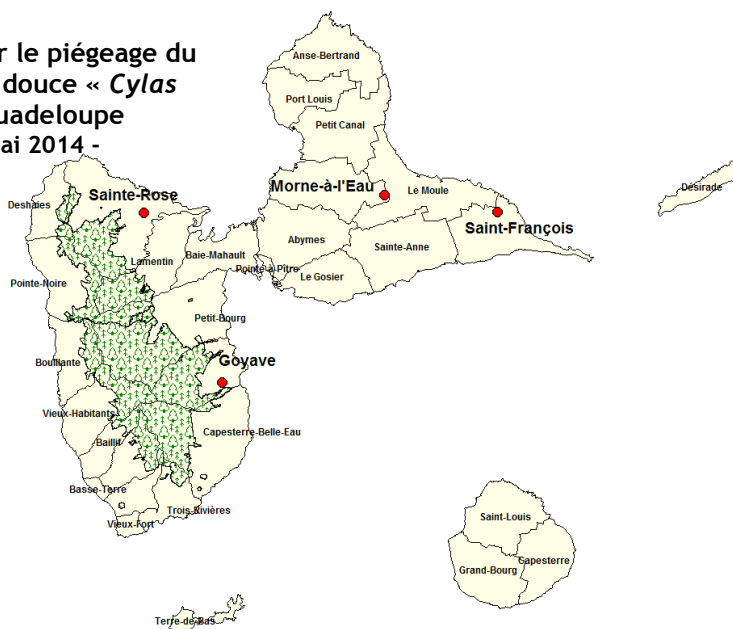 r le piégeage du
douce « Cylas
uadeloupe
ai 2014 -
Anse-Bertrand
Port Louis
Petit Canal
Morne-à-l'Eau
Le Moule
Désirade
Sainte-Rose
Deshaies
Saint-François
Abymes
Sainte-Anne
Lamentin
Baie-Mahault
Pointe-à-Pitre
Le Gosier
Pointe-Noire
Petit-Bourg
Bouillante
Goyave
Vieux-Habitants
Capesterre-Belle-Eau
Baillif
Basse-Terre
Trois-Rivières
Vieux-Fort
Saint-Louis
Capesterre
Grand-Bourg
Terre-de-Bas